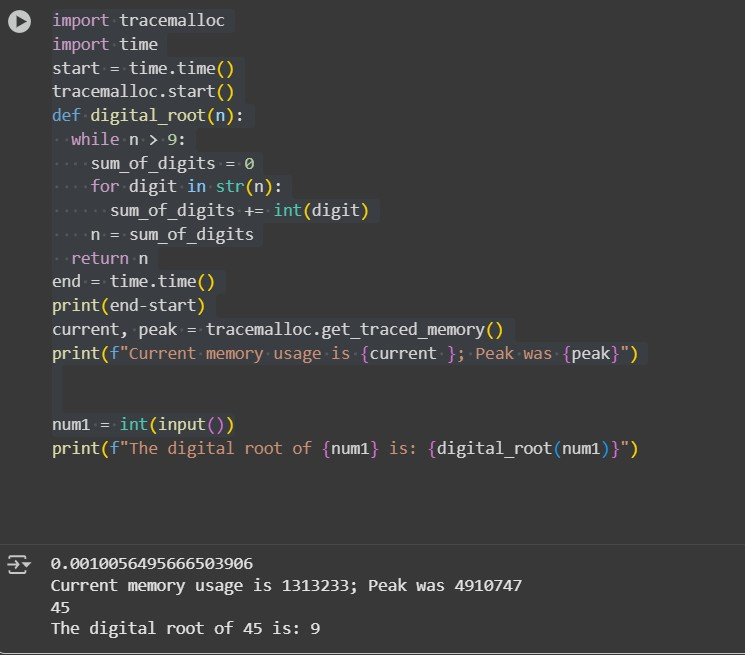 import tracemalloc
import time
start = time.time()
tracemalloc.start()
def digital_root(n):
  while n > 9:
    sum_of_digits = 0
    for digit in str(n):
      sum_of_digits += int(digit)
    n = sum_of_digits
  return n
end = time.time()
print(end-start)
current, peak = tracemalloc.get_traced_memory()
print(f"Current memory usage is {current }; Peak was {peak}")
num1 = int(input())
print(f"The digital root of {num1} is: {digital_root(num1)}")
0.0010056495666503906
Current memory usage is 1313233; Peak was 4910747
45
The digital root of 45 is: 9